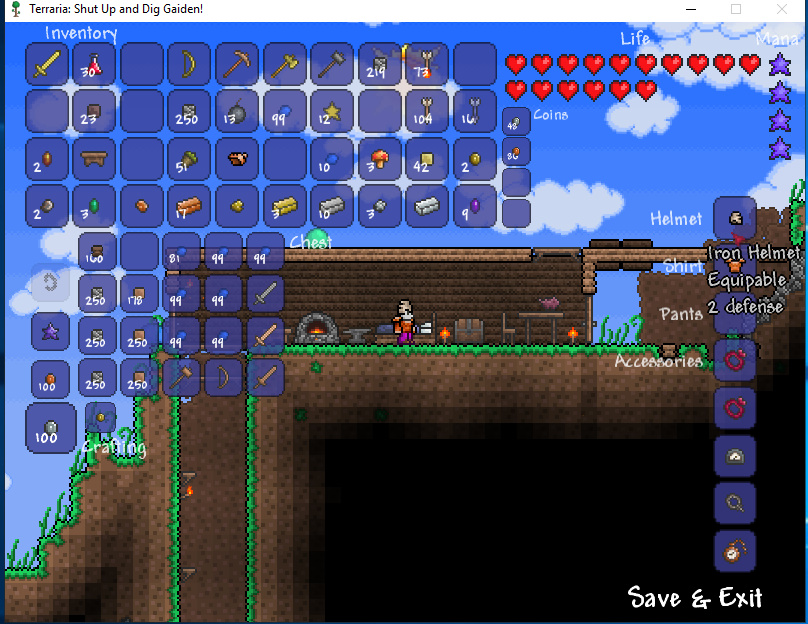 Terraria: Shut Up and Dig Gaiden!
Inventory
Life
Mana
30
219
73
23
250
13
99
12
104
16
48
Coins
2
51
10
3
42
2
86
2
3
17
3
10
3
9
Helmet
Chest
160
81
99
99
Iron Helmet
Shirt
Equipable
250
178
99
99
2 defense
Pants
250
250
99
99
Accessories
100
250
250
100
Crafting
Save & Exit